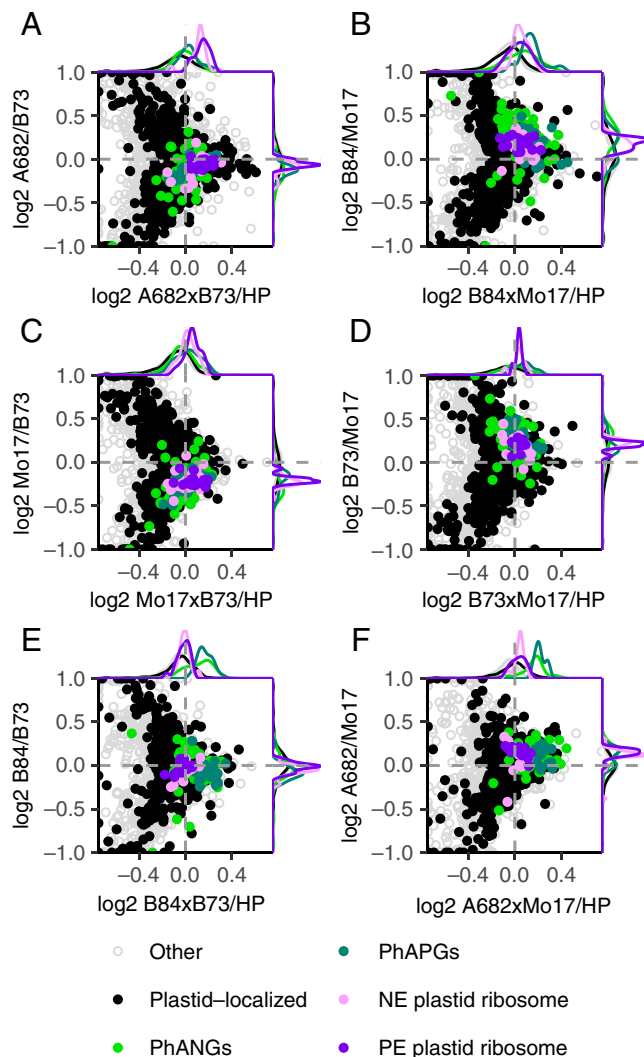 A
B
1.0
0.5
0.0
−0.5
−1.0
log2 A682/B73
−0.4
0.0
0.4
log2 A682xB73/HP
1.0
0.5
0.0
−0.5
−1.0
log2 B84/Mo17
−0.4
0.0
0.4
log2 B84xMo17/HP
C
D
1.0
0.5
0.0
−0.5
−1.0
log2 Mo17/B73
−0.4
0.0
0.4
log2 Mo17xB73/HP
1.0
0.5
0.0
−0.5
−1.0
log2 B73/Mo17
−0.4
0.0
0.4
log2 B73xMo17/HP
E
F
1.0
0.5
0.0
−0.5
−1.0
log2 B84/B73
−0.4
0.0
0.4
log2 B84xB73/HP
1.0
0.5
0.0
−0.5
−1.0
log2 A682/Mo17
−0.4
0.0
0.4
log2 A682xMo17/HP
Other
Plastid−localized
PhANGs
PhAPGs
NE plastid ribosome
PE plastid ribosome